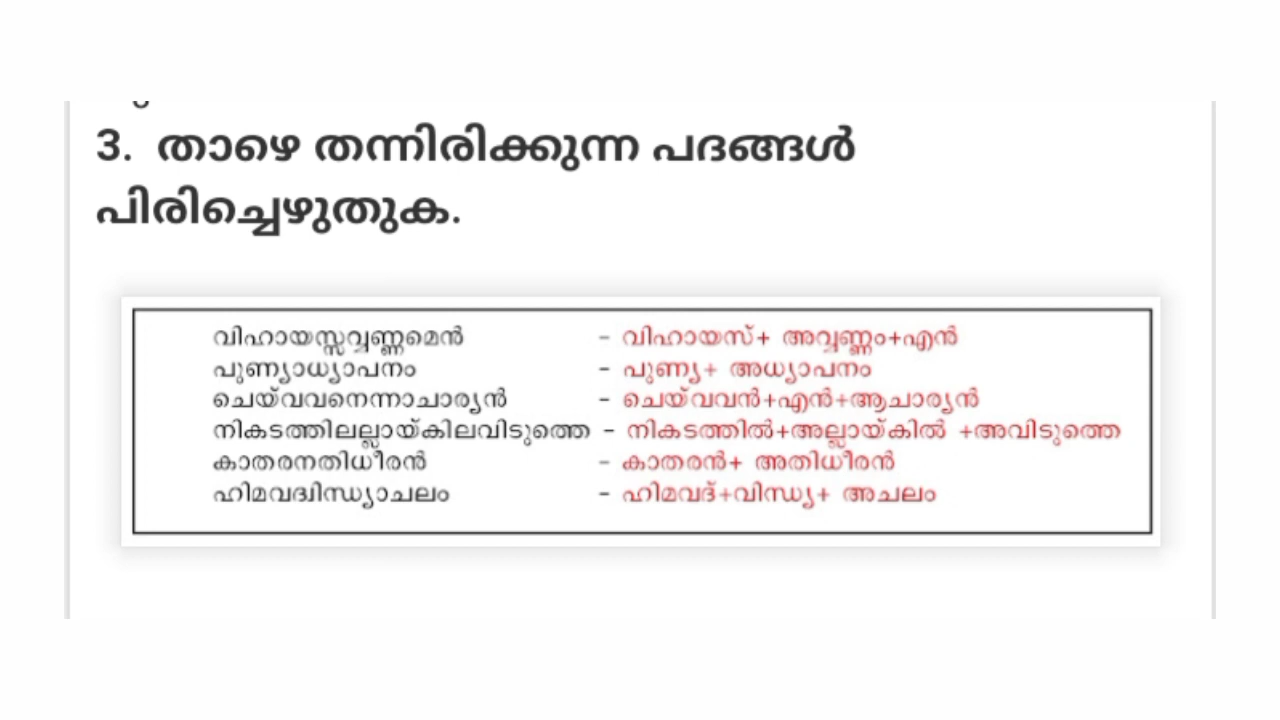 3. താഴെ തന്നിരിക്കുന്ന പദങ്ങൾ
പിരിച്ചെഴുതുക.
വിഹായസ്സവ്വണ്ണമെൻ – വിഹായസ്+ അവ്വണ്ണം+എൻ
പുണ്യാധ്യാപനം – പുണ്യ+ അധ്യാപനം
ചെയ്‌വവനെന്നാചാര്യൻ – ചെയ്‌വവൻ+എൻ+ആചാര്യൻ
നികടത്തിലല്ലായ്കിലവിടുത്തെ – നികടത്തിൽ+അല്ലായ്കിൽ +അവിടുത്തെ
കാതരനതിധീരൻ – കാതരൻ+ അതിധീരൻ
ഹിമവദ്വിന്ധ്യാചലം – ഹിമവദ്+വിന്ധ്യ+ അചലം